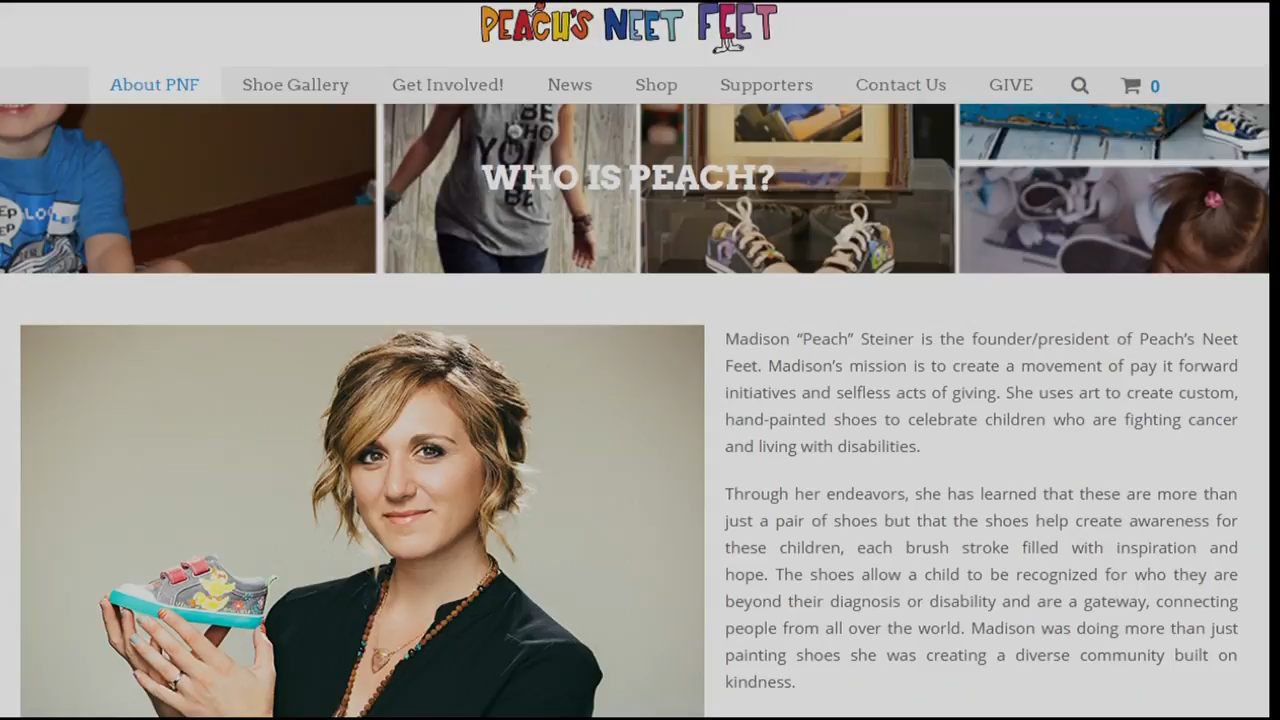 PEACH'S NEET FEET
About PNF Shoe Gallery Get Involved! News Shop Supporters Contact Us GIVE 0
BE
WHO
YOU
BE
WHO IS PEACH?
Madison “Peach” Steiner is the founder/president of Peach’s Neet
Feet. Madison’s mission is to create a movement of pay it forward
initiatives and selfless acts of giving. She uses art to create custom,
hand-painted shoes to celebrate children who are fighting cancer
and living with disabilities.
Through her endeavors, she has learned that these are more than
just a pair of shoes but that the shoes help create awareness for
these children, each brush stroke filled with inspiration and
hope. The shoes allow a child to be recognized for who they are
beyond their diagnosis or disability and are a gateway, connecting
people from all over the world. Madison was doing more than just
painting shoes she was creating a diverse community built on
kindness.